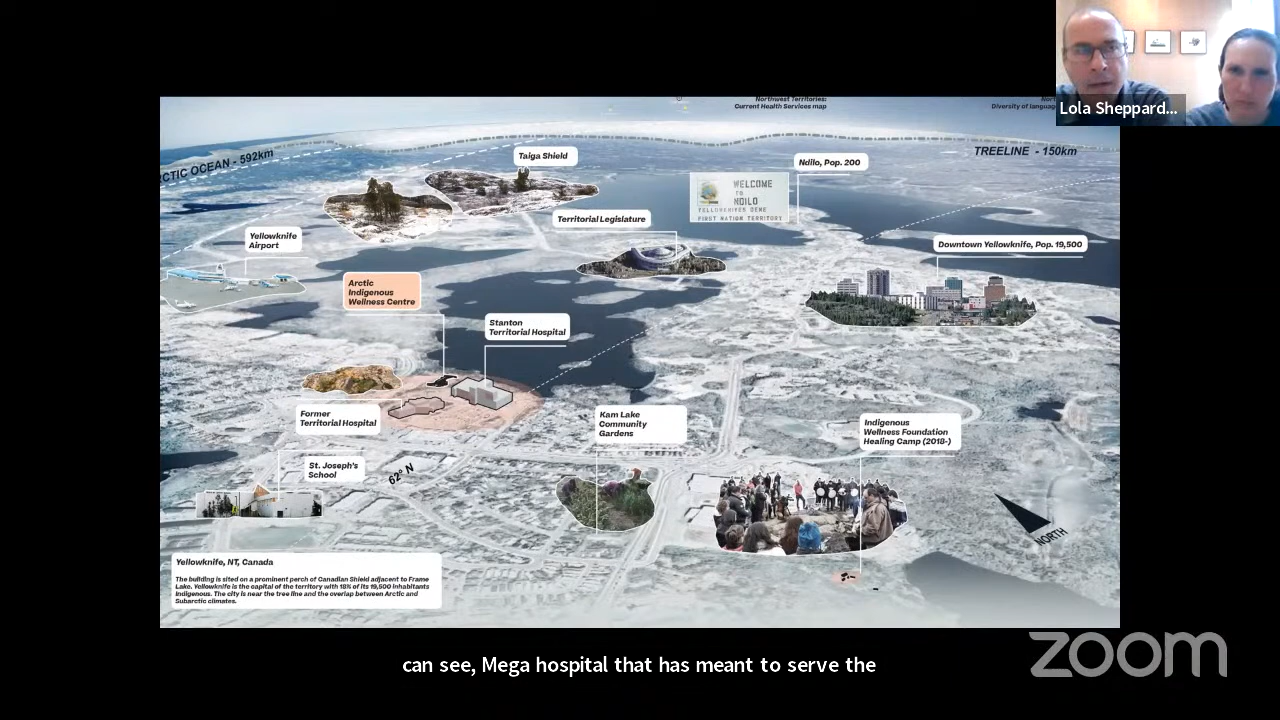 Lola Sheppard...
Northwest Territories:
Current Health Services map
Diversity of languag
ARCTIC OCEAN - 592km
TREELINE - 150km
Taiga Shield
Ndilo, Pop. 200
WELCOME
TO
NDILO
YELLOWKNIVES DENE
FIRST NATION TERRITORY
Territorial Legislature
Yellowknife
Airport
Downtown Yellowknife, Pop. 19,500
Arctic
Indigenous
Wellness Centre
Stanton
Territorial Hospital
Former
Territorial Hospital
Kam Lake
Community
Gardens
Indigenous
Wellness Foundation
Healing Camp (2018-)
St. Joseph's
School
62° N
NORTH
Yellowknife, NT, Canada
The building is sited on a prominent perch of Canadian Shield adjacent to Frame
Lake. Yellowknife is the capital of the territory with 18% of its 19,500 inhabitants
Indigenous. The city is near the tree line and the overlap between Arctic and
Subarctic climates.
can see, Mega hospital that has meant to serve the
zoom